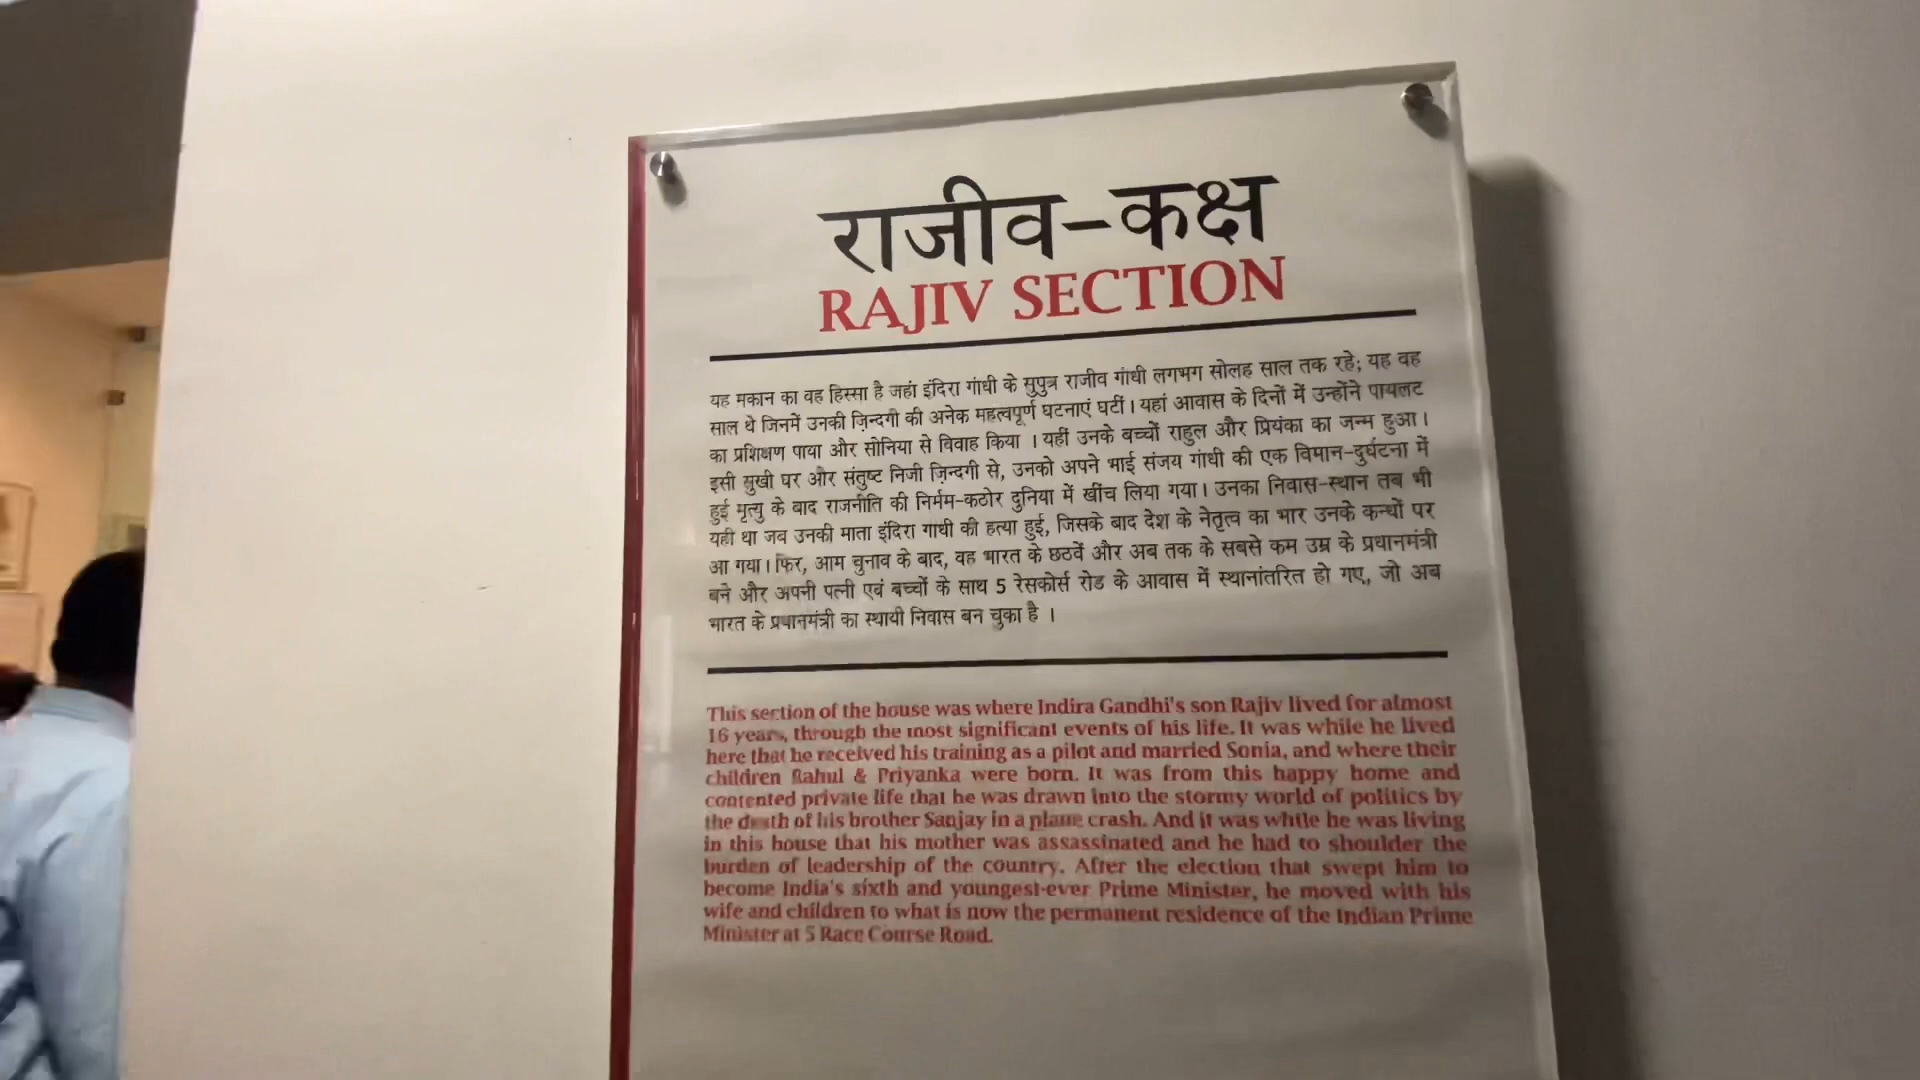 राजीव-कक्ष
RAJIV SECTION
यह मकान का वह हिस्सा है जहां इंदिरा गांधी के सुपुत्र राजीव गांधी लगभग सोलह साल तक रहे; यह वह
साल थे जिनमें उनकी ज़िन्दगी की अनेक महत्वपूर्ण घटनाएं घटीं। यहां आवास के दिनों में उन्होंने पायलट
का प्रशिक्षण पाया और सोनिया से विवाह किया । यहीं उनके बच्चों राहुल और प्रियंका का जन्म हुआ।
इसी सुखी घर और संतुष्ट निजी ज़िन्दगी से, उनको अपने भाई संजय गांधी की एक विमान-दुर्घटना में
हुई मृत्यु के बाद राजनीति की निर्मम-कठोर दुनिया में खींच लिया गया। उनका निवास-स्थान तब भी
यही था जब उनकी माता इंदिरा गांधी की हत्या हुई, जिसके बाद देश के नेतृत्व का भार उनके कन्धों पर
आ गया। फिर, आम चुनाव के बाद, वह भारत के छठवें और अब तक के सबसे कम उम्र के प्रधानमंत्री
बने और अपनी पत्नी एवं बच्चों के साथ 5 रेसकोर्स रोड के आवास में स्थानांतरित हो गए, जो अब
भारत के प्रधानमंत्री का स्थायी निवास बन चुका है ।
This section of the house was where Indira Gandhi's son Rajiv lived for almost
16 years, through the most significant events of his life. It was while he lived
here that he received his training as a pilot and married Sonia, and where their
children Rahul & Priyanka were born. It was from this happy home and
contented private life that he was drawn into the stormy world of politics by
the death of his brother Sanjay in a plane crash. And it was while he was living
in this house that his mother was assassinated and he had to shoulder the
burden of leadership of the country. After the election that swept him to
become India's sixth and youngest-ever Prime Minister, he moved with his
wife and children to what is now the permanent residence of the Indian Prime
Minister at 5 Race Course Road.